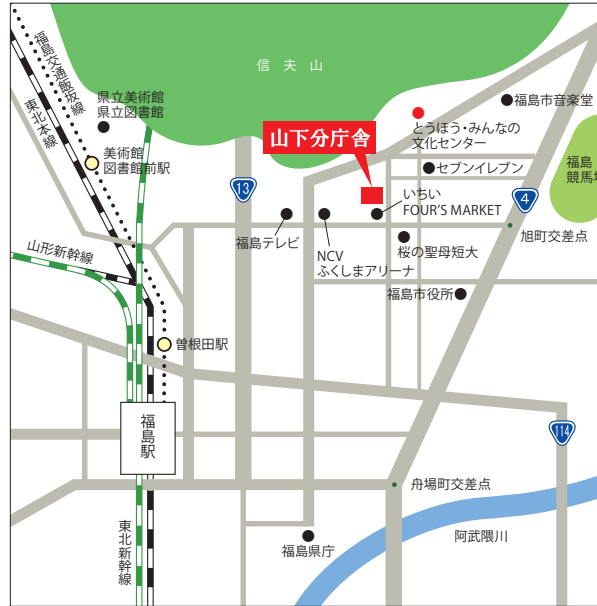 信夫山
福島交通飯坂線
東北本線
県立美術館
県立図書館
美術館
図書館前駅
福島市音楽堂
とうほう・みんなの
文化センター
山下分庁舎
セブンイレブン
福島
競馬場
13
4
いちい
FOUR'S MARKET
福島テレビ
NCV
ふくしまアリーナ
桜の聖母短大
旭町交差点
山形新幹線
福島市役所
曽根田駅
福島駅
114
舟場町交差点
東北新幹線
福島県庁
阿武隈川